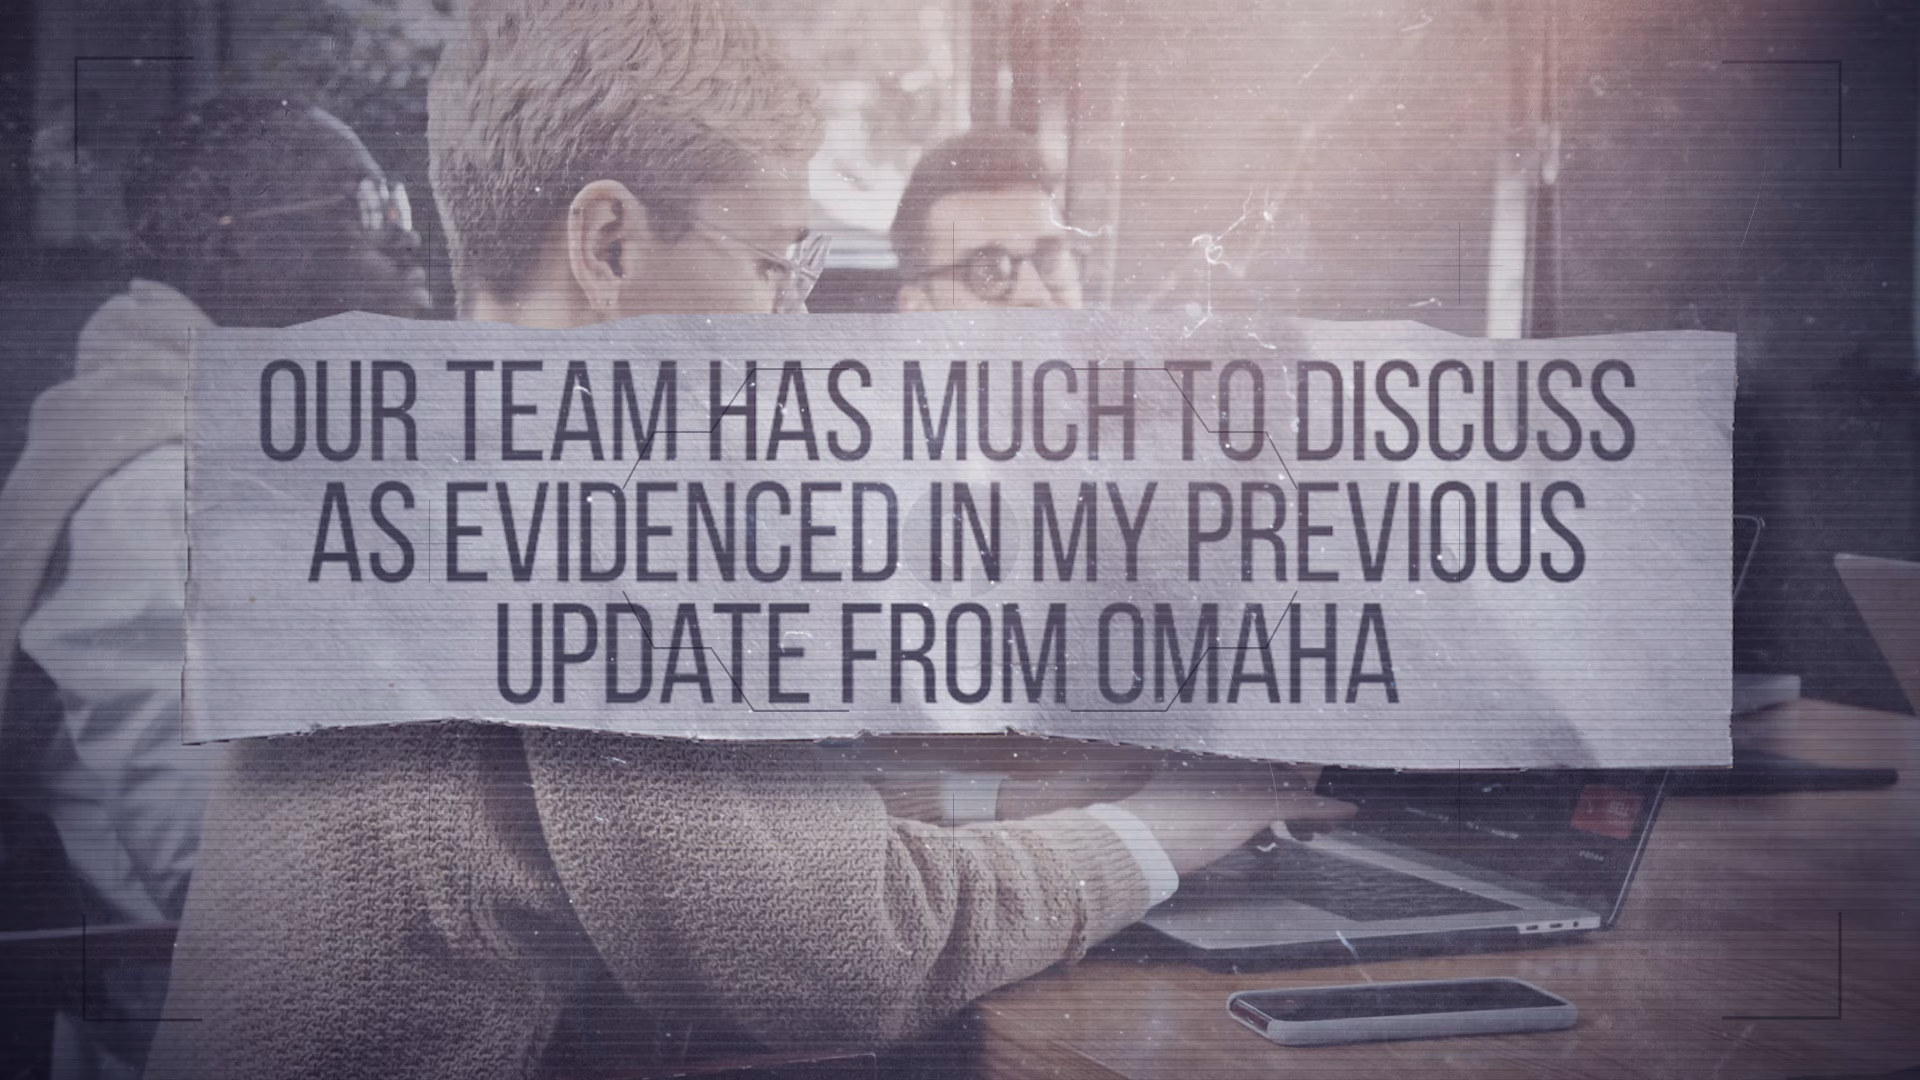 OUR TEAM HAS MUCH TO DISCUSS
AS EVIDENCED IN MY PREVIOUS
UPDATE FROM OMAHA